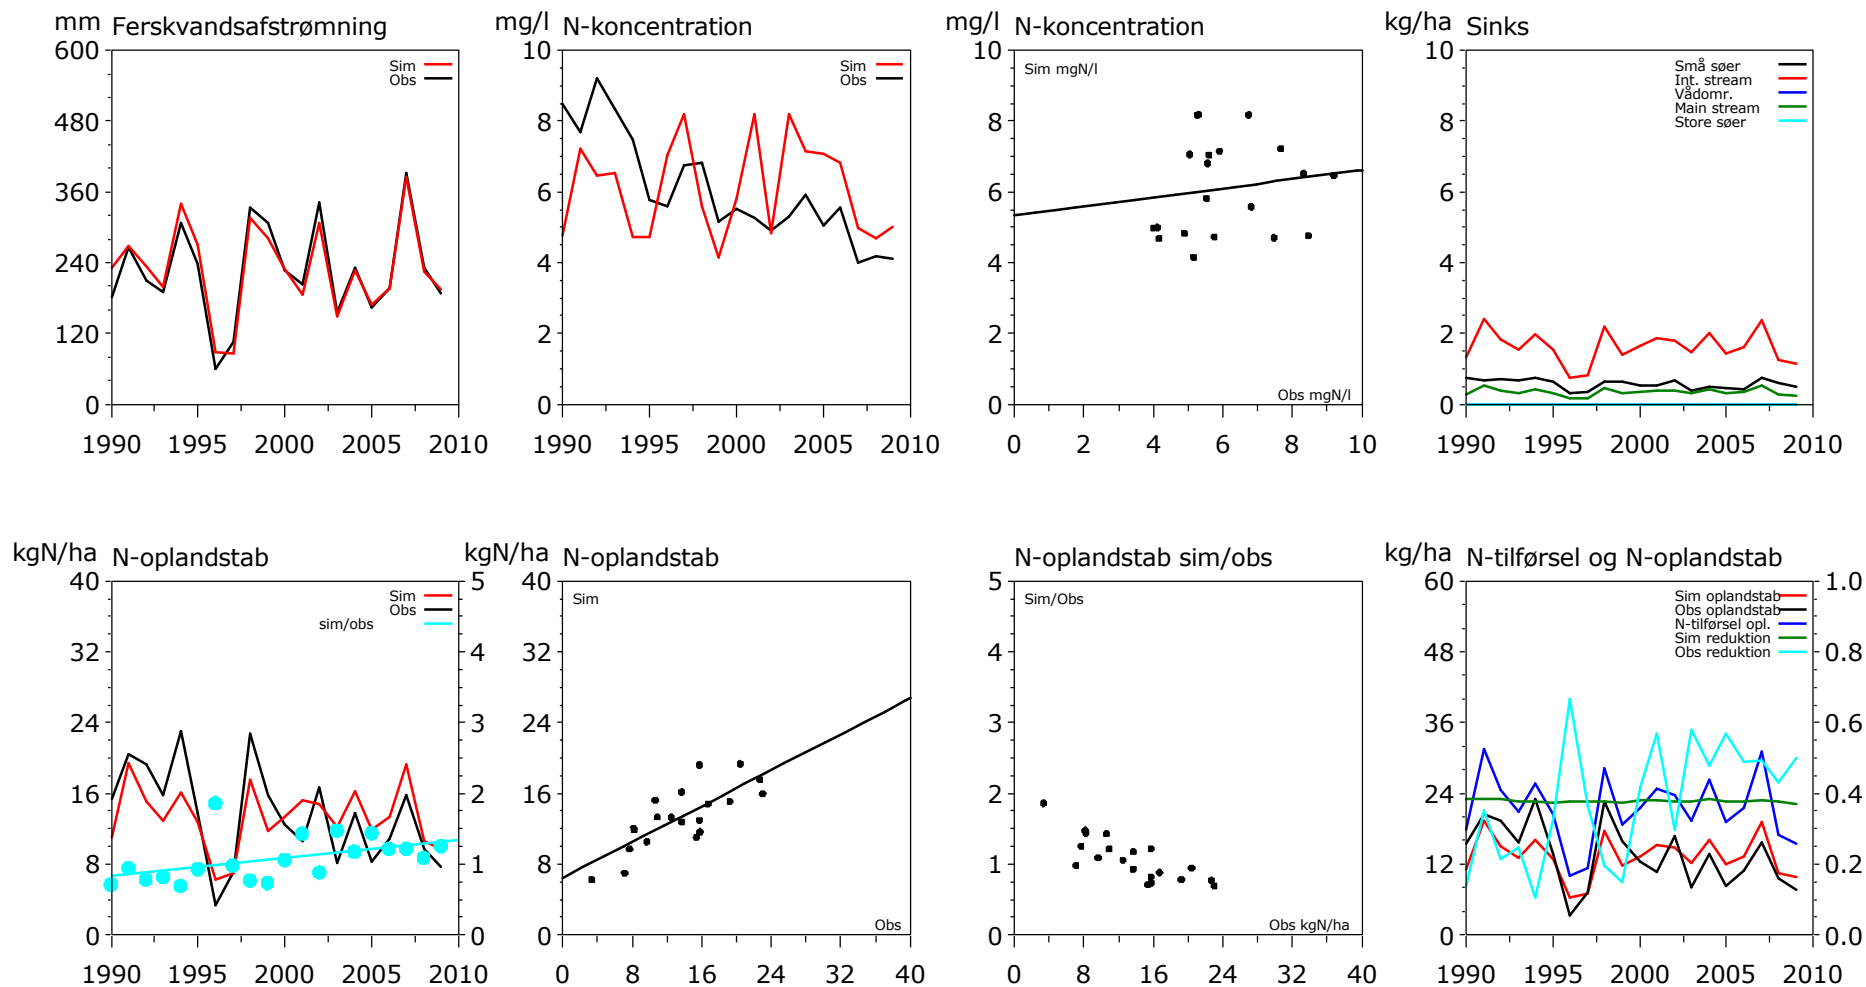 mm Ferskvandsafstrømning
600
480
360
240
120
0
Sim
Obs
1990 1995 2000 2005 2010
mg/l N-koncentration
10
8
6
4
2
0
Sim
Obs
1990 1995 2000 2005 2010
mg/l N-koncentration
10
8
6
4
2
0
Sim mgN/l
Obs mgN/l
0 2 4 6 8 10
kg/ha Sinks
10
8
6
4
2
0
Små søer
Int. stream
Vådomr.
Main stream
Store søer
1990 1995 2000 2005 2010
kgN/ha N-oplandstab
40
32
24
16
8
0
Sim
Obs
sim/obs
5
4
3
2
1
0
1990 1995 2000 2005 2010
kgN/ha N-oplandstab
40
32
24
16
8
0
Sim
Obs
0 8 16 24 32 40
N-oplandstab sim/obs
5
4
3
2
1
0
Sim/Obs
Obs kgN/ha
0 8 16 24 32 40
kg/ha N-tilførsel og N-oplandstab
60
48
36
24
12
0
Sim oplandstab
Obs oplandstab
N-tilførsel opl.
Sim reduktion
Obs reduktion
1.0
0.8
0.6
0.4
0.2
0.0
1990 1995 2000 2005 2010